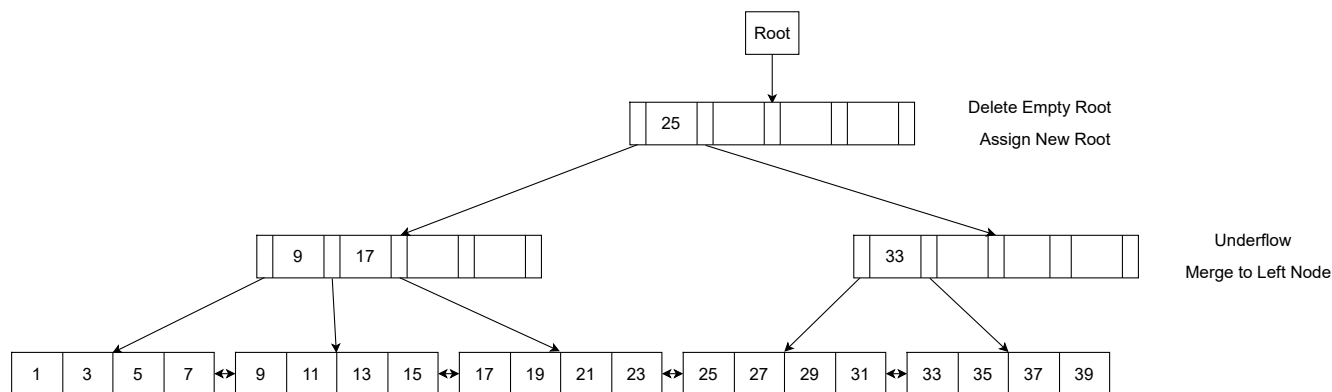 Root
Delete Empty Root
25
Assign New Root
9 17
33
Underflow
Merge to Left Node
1 3 5 7 9 11 13 15 17 19 21 23 25 27 29 31 33 35 37 39